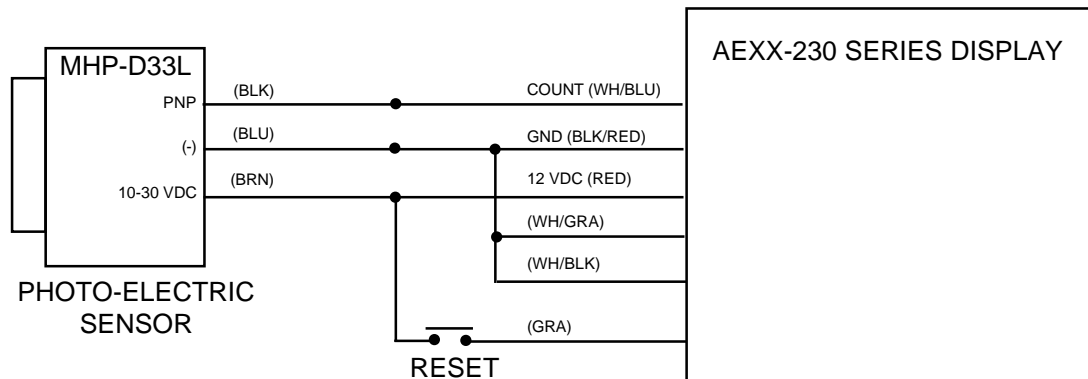 MHP-D33L
AEXX-230 SERIES DISPLAY
PNP
(BLK)
COUNT (WH/BLU)
(-)
(BLU)
GND (BLK/RED)
10-30 VDC
(BRN)
12 VDC (RED)
(WH/GRA)
(WH/BLK)
PHOTO-ELECTRIC
SENSOR
(GRA)
RESET